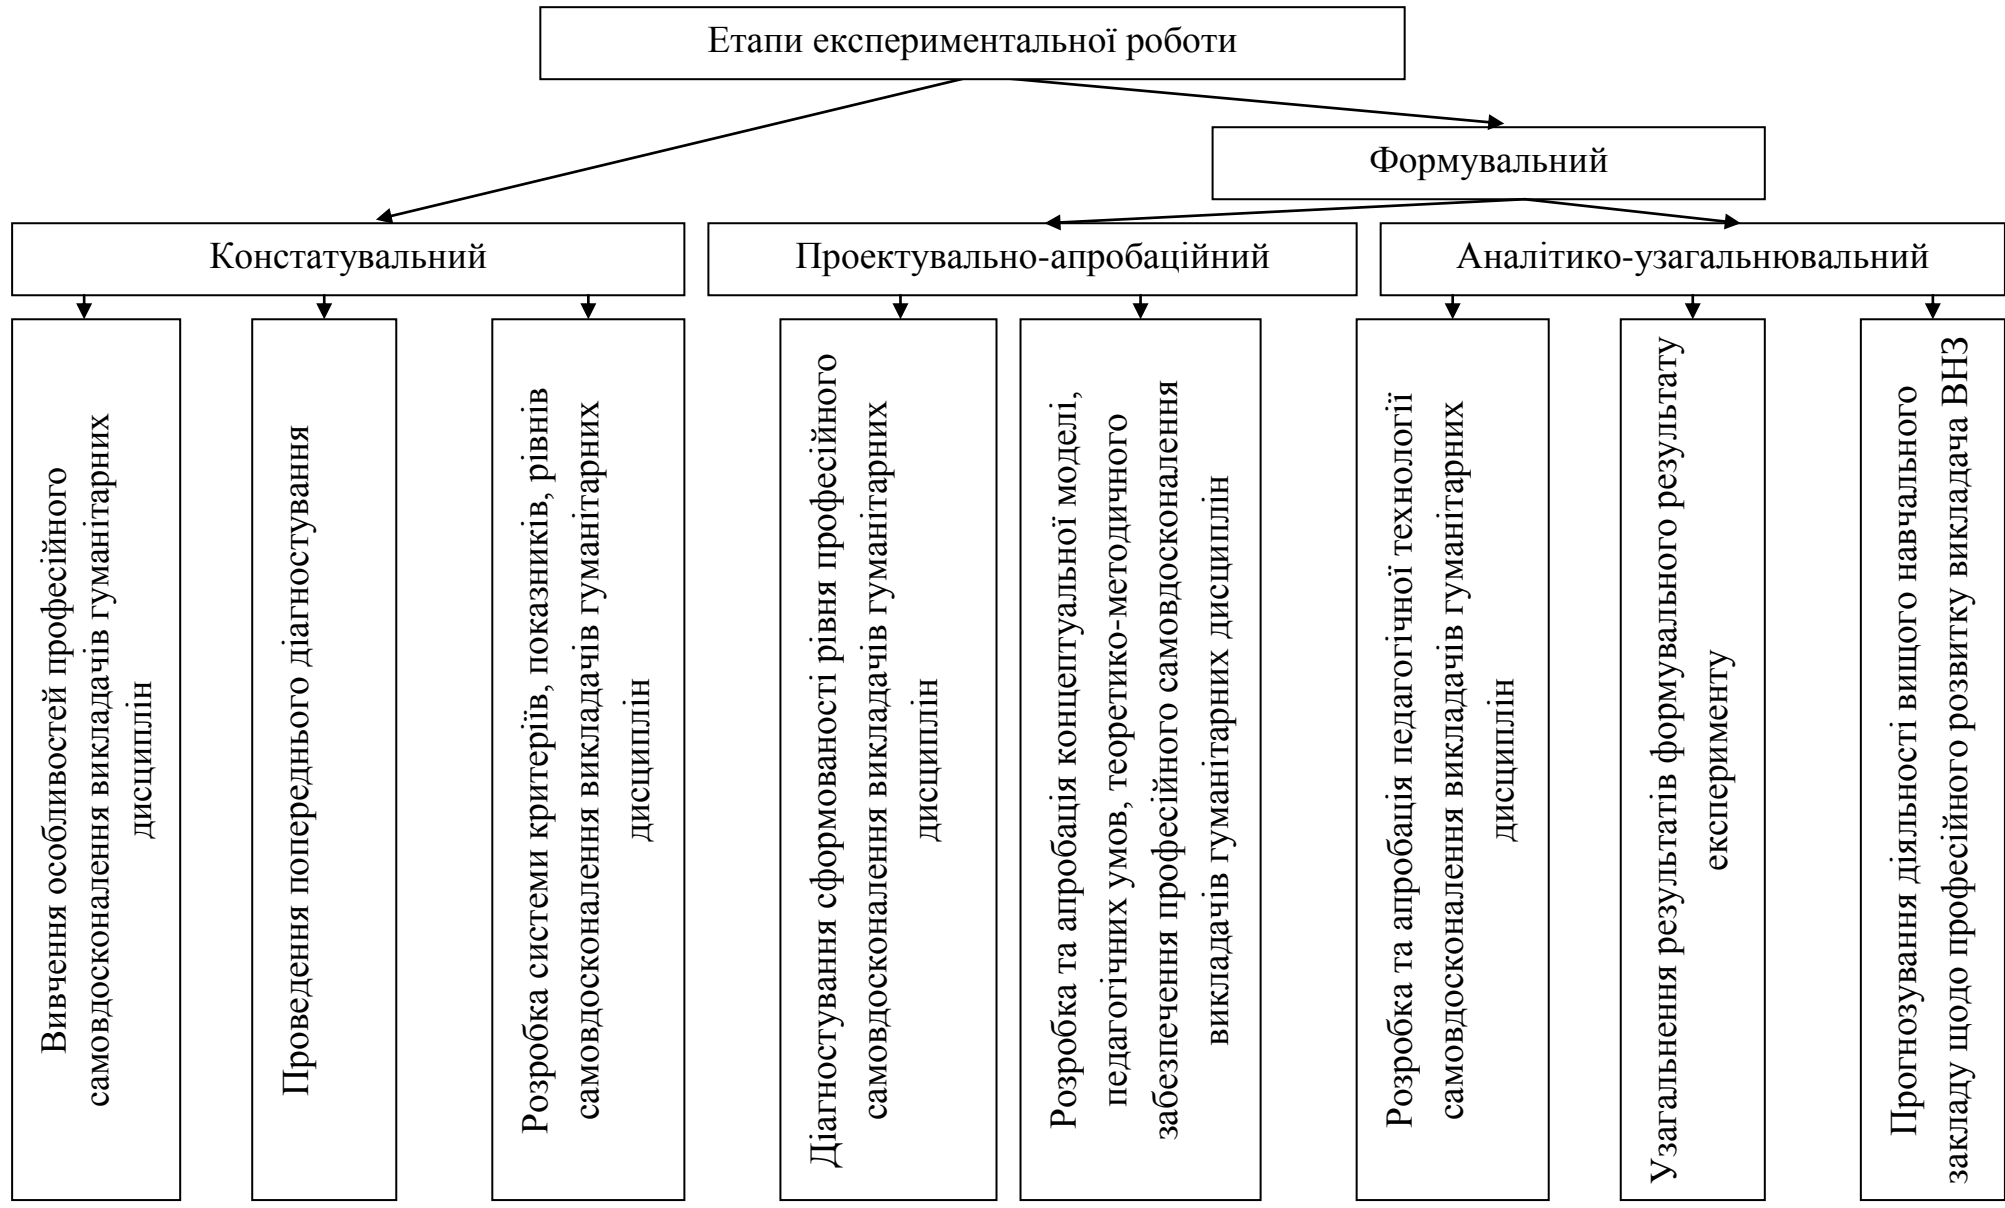 Етапи експериментальної роботи
Формувальний
Констатувальний
Проектувально-апробаційний
Аналітико-узагальнювальний
Вивчення особливостей професійного
самовдосконалення викладачів гуманітарних
дисциплін
Проведення попереднього діагностування
Розробка системи критеріїв, показників, рівнів
самовдосконалення викладачів гуманітарних
дисциплін
Діагностування сформованості рівня професійного
самовдосконалення викладачів гуманітарних
дисциплін
Розробка та апробація концептуальної моделі,
педагогічних умов, теоретико-методичного
забезпечення професійного самовдосконалення
викладачів гуманітарних дисциплін
Розробка та апробація педагогічної технології
самовдосконалення викладачів гуманітарних
дисциплін
Узагальнення результатів формувального результату
експерименту
Прогнозування діяльності вищого навчального
закладу щодо професійного розвитку викладача ВНЗ